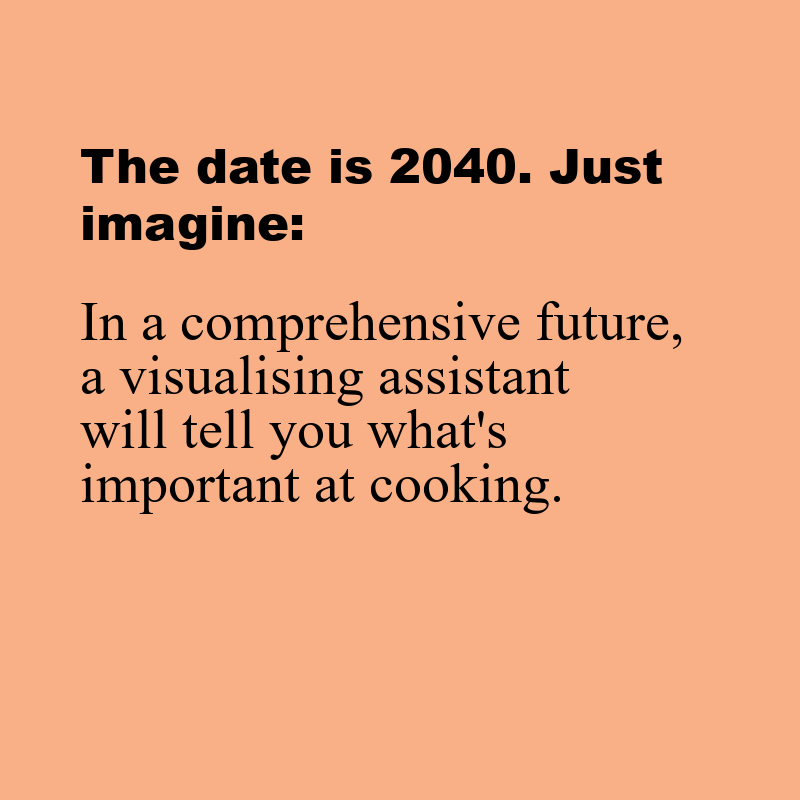 The date is 2040. Just
imagine:
In a comprehensive future,
a visualising assistant
will tell you what's
important at cooking.